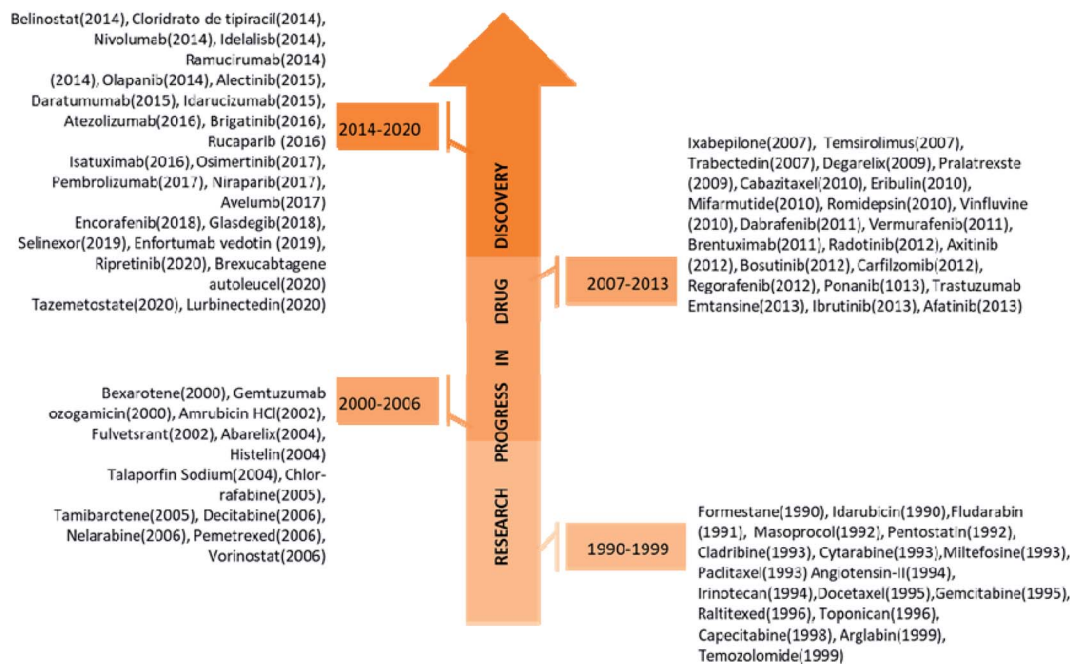 Belinostat(2014), Cloridrato de tipiracil(2014),
Nivolumab(2014), Idelalisb(2014),
Ramucirumab(2014)
(2014), Olapanib(2014), Alectinib(2015),
Daratumumab(2015), Idarucizumab(2015),
Atezolizumab(2016), Brigatinib(2016),
Rucaparib (2016)
Isatuximab(2016), Osimertinib(2017),
Pembrolizumab(2017), Niraparib(2017),
Avelumb(2017)
Encorafenib(2018), Glasdegib(2018),
Selinexor(2019), Enfortumab vedotin (2019),
Ripretinib(2020), Brexucabtagene
autoleucel(2020)
Tazemetostate(2020), Lurbinectedin(2020)
2014-2020
Ixabepilone(2007), Temsirolimus(2007),
Trabectedin(2007), Degarelix(2009), Pralatrexste
(2009), Cabazitaxel(2010), Eribulin(2010),
Mifarmutide(2010), Romidepsin(2010), Vinfluvine
(2010), Dabrafenib(2011), Vermurafenib(2011),
Brentuximab(2011), Radotinib(2012), Axitinib
(2012), Bosutinib(2012), Carfilzomib(2012),
Regorafenib(2012), Ponanib(1013), Trastuzumab
Emtansine(2013), Ibrutinib(2013), Afatinib(2013)
2007-2013
Bexarotene(2000), Gemtuzumab
ozogamicin(2000), Amrubicin HCl(2002),
Fulvetsrant(2002), Abarelix(2004),
Histelin(2004)
Talaporfin Sodium(2004), Chlor-
rafabine(2005),
Tamibarotene(2005), Decitabine(2006),
Nelarabine(2006), Pemetrexed(2006),
Vorinostat(2006)
2000-2006
Formestane(1990), Idarubicin(1990),Fludarabin
(1991), Masoprocol(1992), Pentostatin(1992),
Cladribine(1993), Cytarabine(1993),Miltefosine(1993),
Paclitaxel(1993) Angiotensin-II(1994),
Irinotecan(1994),Docetaxel(1995),Gemcitabine(1995),
Raltitexed(1996), Toponican(1996),
Capecitabine(1998), Arglabin(1999),
Temozolomide(1999)
1990-1999
RESEARCH PROGRESS IN DRUG DISCOVERY